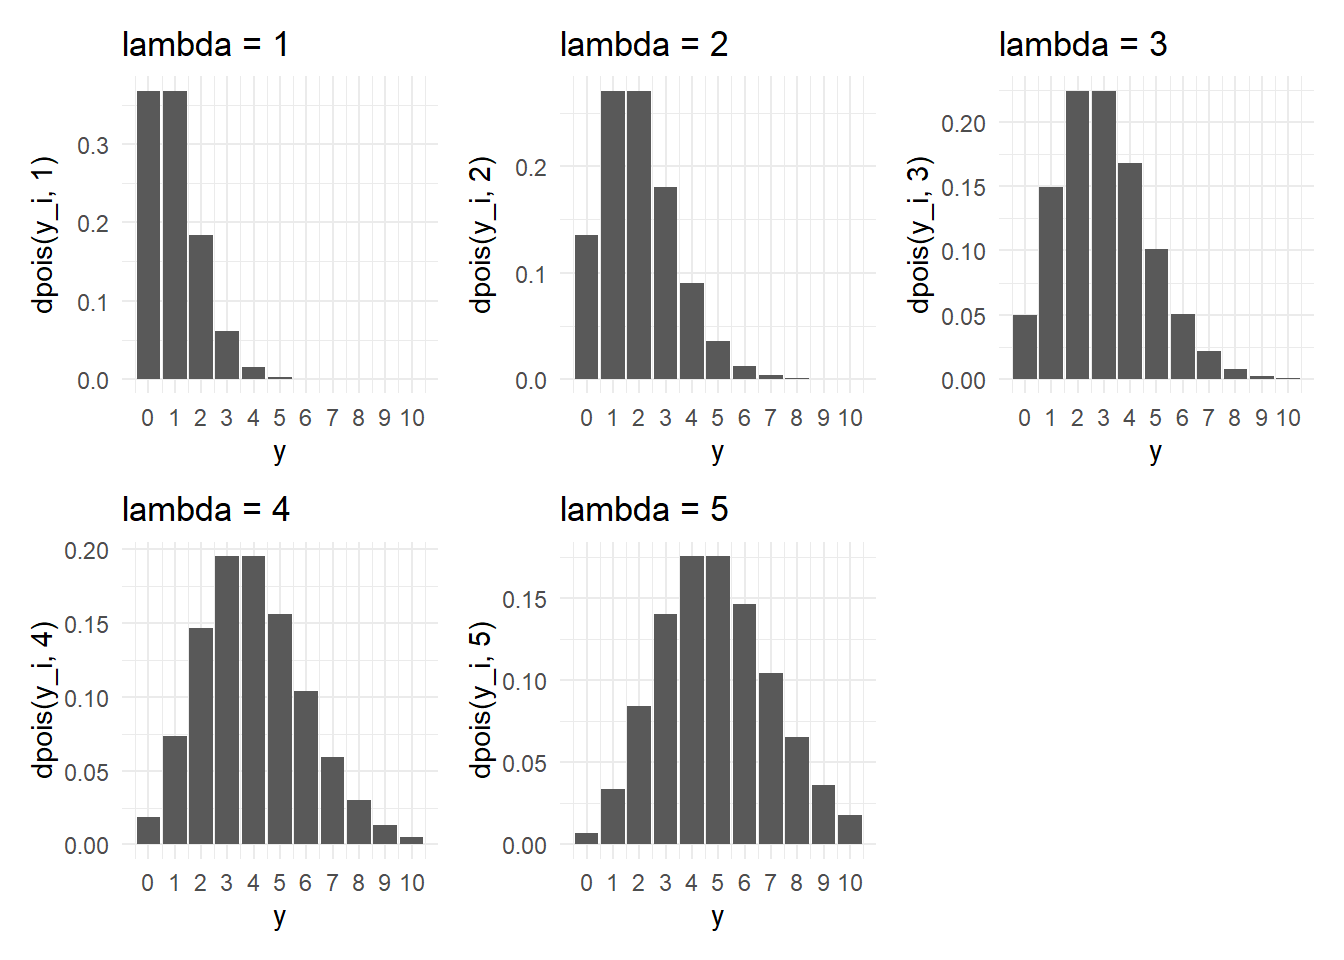 lambda = 1
dpois(y_i, 1)
0.3
0.2
0.1
0.0
0 1 2 3 4 5 6 7 8 9 10
y
lambda = 2
dpois(y_i, 2)
0.2
0.1
0.0
0 1 2 3 4 5 6 7 8 9 10
y
lambda = 3
dpois(y_i, 3)
0.20
0.15
0.10
0.05
0.00
0 1 2 3 4 5 6 7 8 9 10
y
lambda = 4
dpois(y_i, 4)
0.20
0.15
0.10
0.05
0.00
0 1 2 3 4 5 6 7 8 9 10
y
lambda = 5
dpois(y_i, 5)
0.15
0.10
0.05
0.00
0 1 2 3 4 5 6 7 8 9 10
y